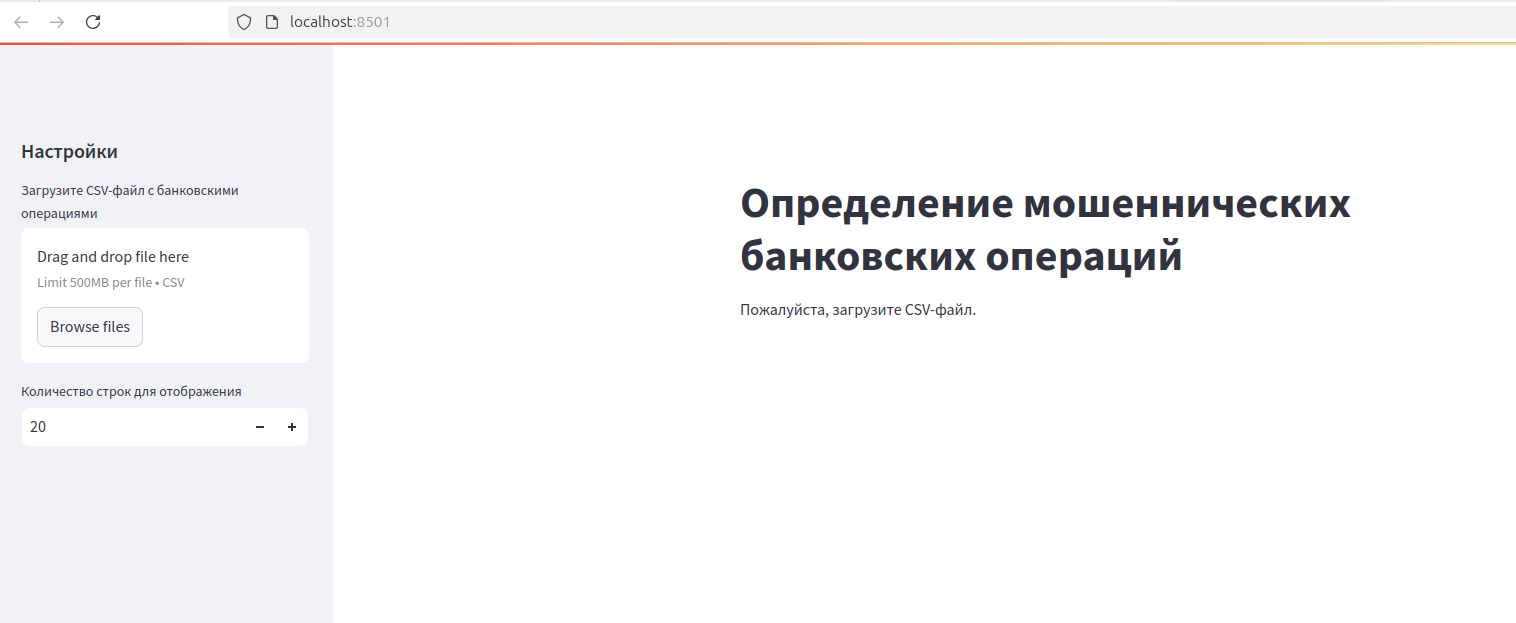 localhost:8501
Настройки
Загрузите CSV-файл с банковскими
операциями
Drag and drop file here
Limit 500MB per file • CSV
Browse files
Количество строк для отображения
20
Определение мошеннических
банковских операций
Пожалуйста, загрузите CSV-файл.